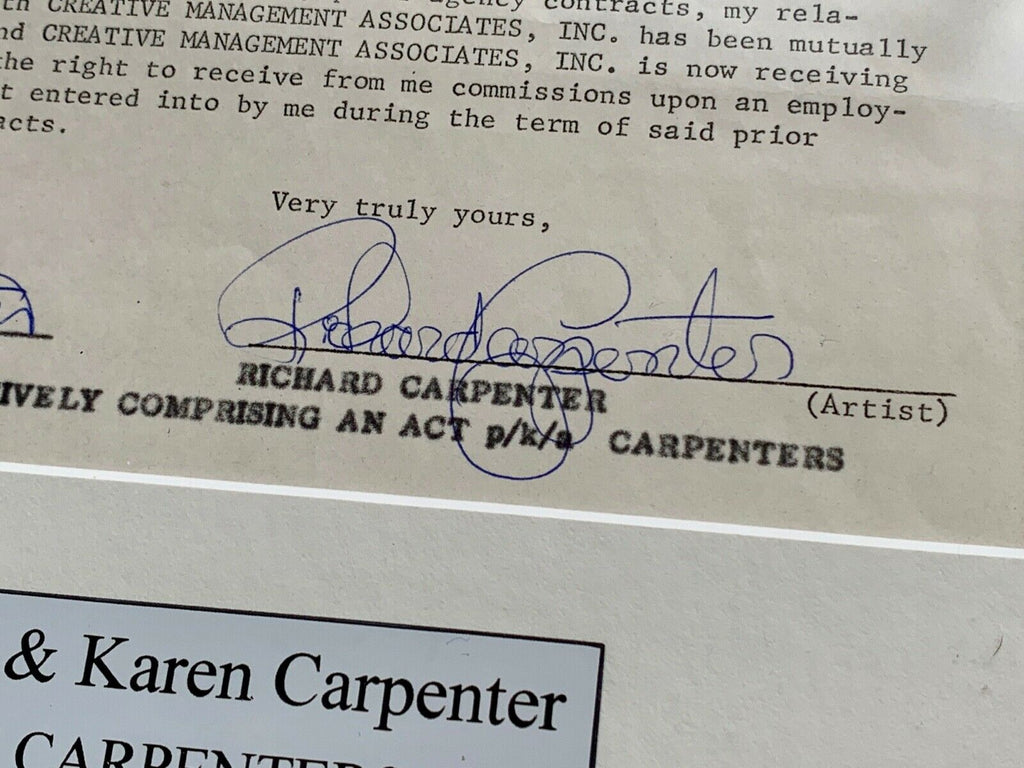 CREATIVE MANAGEMENT ASSOCIATES, INC. has been mutually
contracts, my rela-
CREATIVE MANAGEMENT ASSOCIATES, INC. is now receiving
the right to receive from me commissions upon an employ-
t entered into by me during the term of said prior
acts.
Very truly yours,
Richard Carpenter
RICHARD CARPENTER
(Artist)
IVELY COMPRISING AN ACT p/k/a CARPENTERS
& Karen Carpenter
CARPENTERS